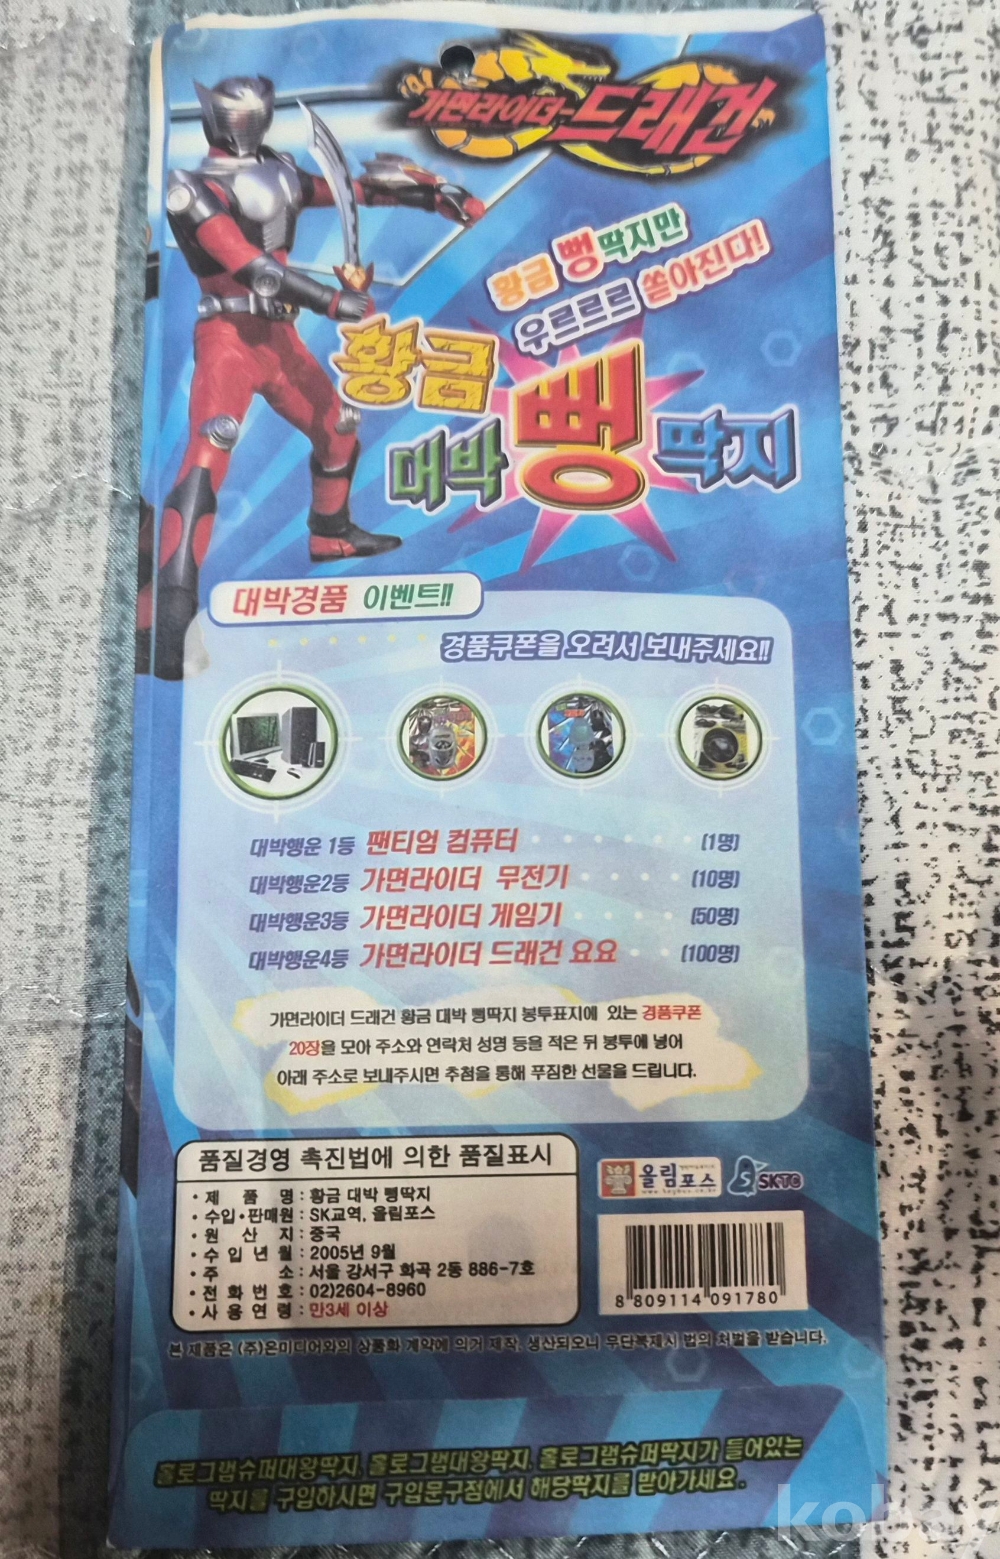 가면라이더-드래건
황금 뻥딱지만
우르르르 쏟아진다!
황금
대박 뻥 딱지
대박경품 이벤트!!
경품쿠폰을 오려서 보내주세요!!
대박행운 1등 팬티엄 컴퓨터 (1명)
대박행운2등 가면라이더 무전기 (10명)
대박행운3등 가면라이더 게임기 (50명)
대박행운4등 가면라이더 드래건 요요 (100명)
가면라이더 드래건 황금 대박 뻥딱지 봉투표지에 있는 경품쿠폰
20장을 모아 주소와 연락처 성명 등을 적은 뒤 봉투에 넣어
아래 주소로 보내주시면 추첨을 통해 푸짐한 선물을 드립니다.
품질경영 촉진법에 의한 품질표시
• 제 품 명 : 황금 대박 뻥딱지
• 수입•판매원 : SK교역, 올림포스
• 원 산 지 : 중국
• 수 입 년 월 : 2005년 9월
• 주 소 : 서울 강서구 화곡 2동 886-7호
• 전 화 번 호 : 02)2604-8960
• 사 용 연 령 : 만3세 이상
올림포스
SKTC
8 809114 091780
본 제품은 (주)온미디어와의 상품화 계약에 의거 제작, 생산되오니 무단복제시 법의 처벌을 받습니다.
홀로그램슈퍼대왕딱지, 홀로그램대왕딱지, 홀로그램슈퍼딱지가 들어있는
딱지를 구입하시면 구입문구점에서 해당딱지를 받아가세요.